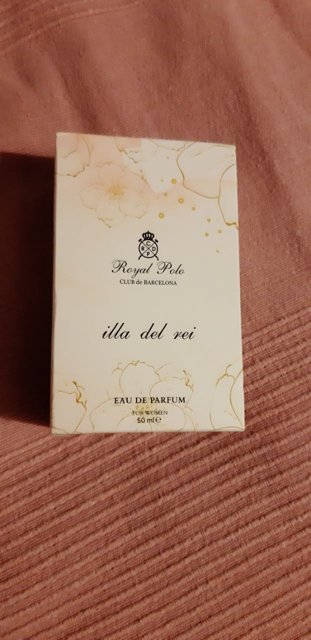 Royal Polo
CLUB de BARCELONA
illa del rei
EAU DE PARFUM
FOR WOMEN
50 ml e